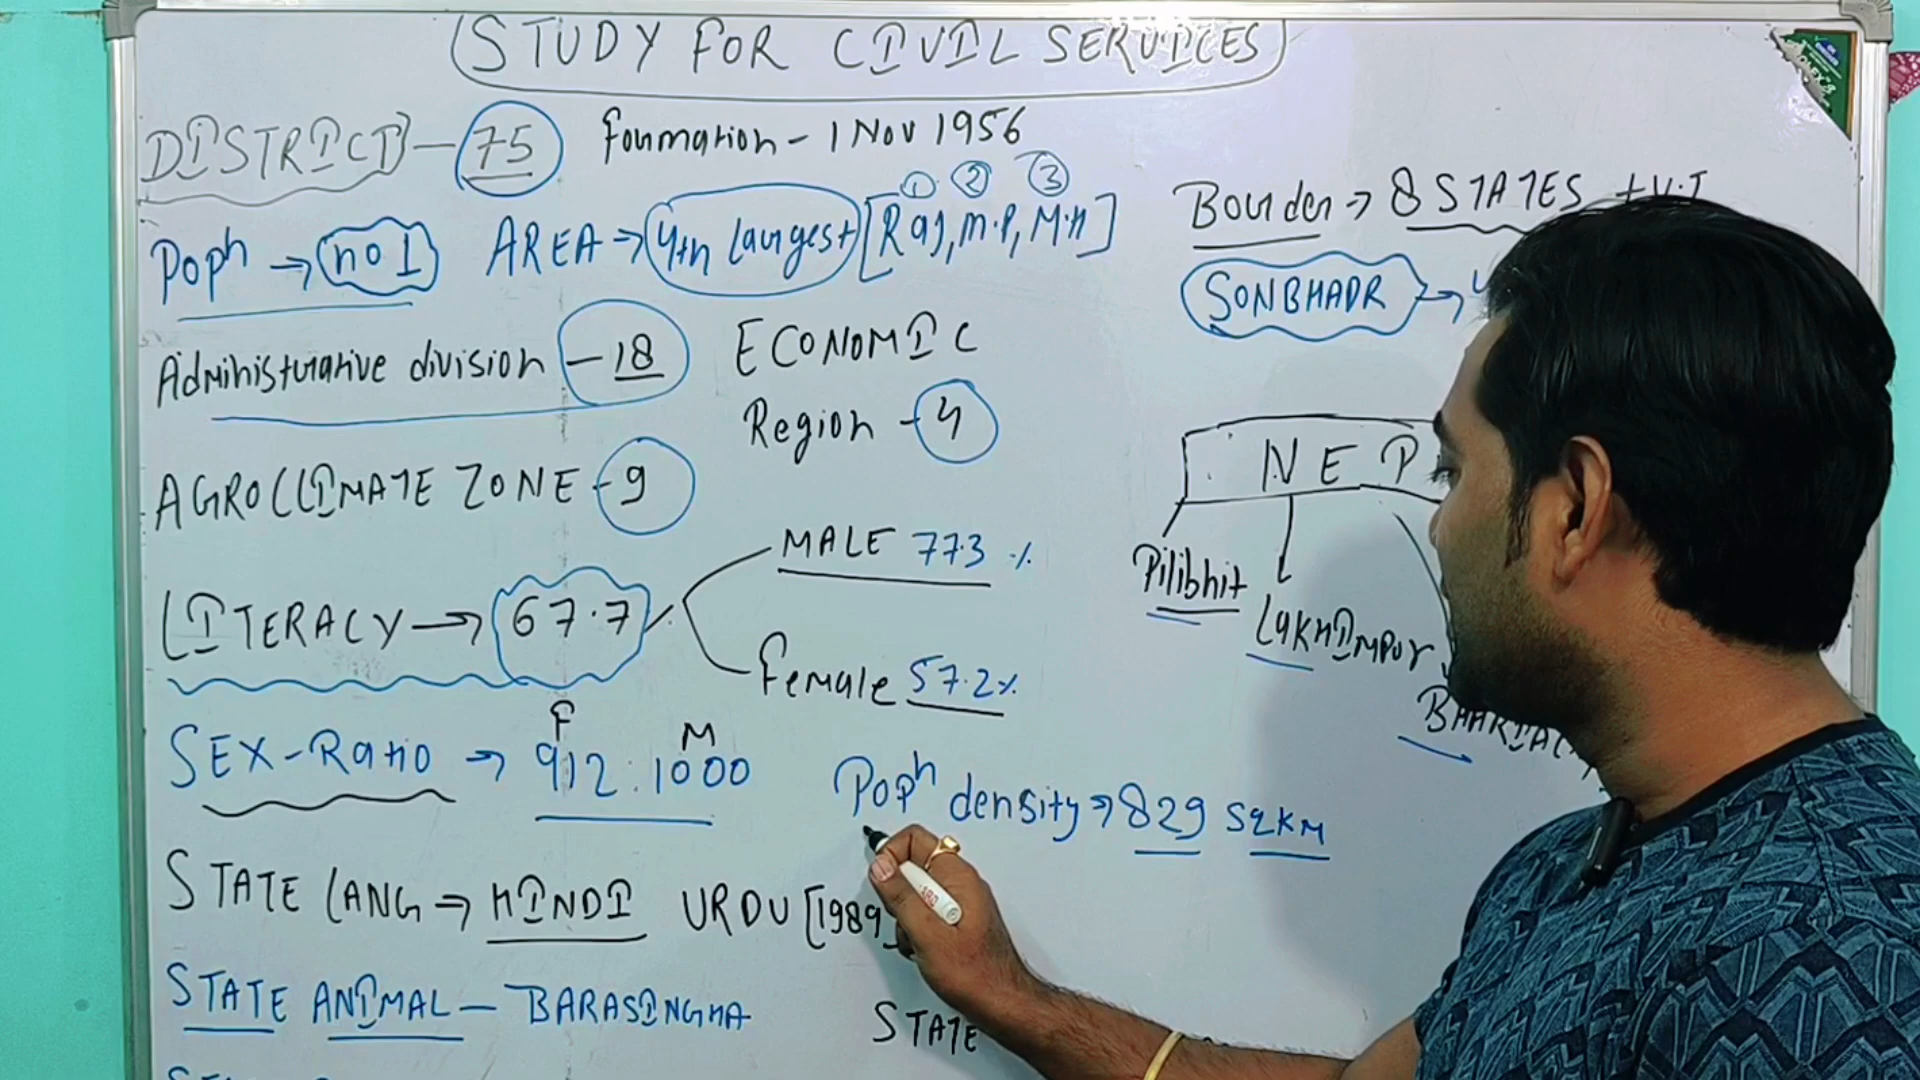 STUDY FOR CIVIL SERVICES
DISTRICT - 75
Formation - 1 Nov 1956
Popn → no 1
AREA → 4th largest [Raj, M.P, M.H]
1 2 3
Administrative division - 18
ECONOMIC
Region - 4
AGROCLIMATE ZONE - 9
LITERACY → 67.7
MALE 77.3 %
Female 57.2%
SEX-Ratio → 912 : 1000
F M
Popn density → 829 sqKM
STATE LANG → HINDI URDU [1989]
STATE ANIMAL - BARASINGHA
STATE
Border → 8 STATES + U.T
SONBHADR → 4
NEP
Pilibhit
LAKHIMPUR